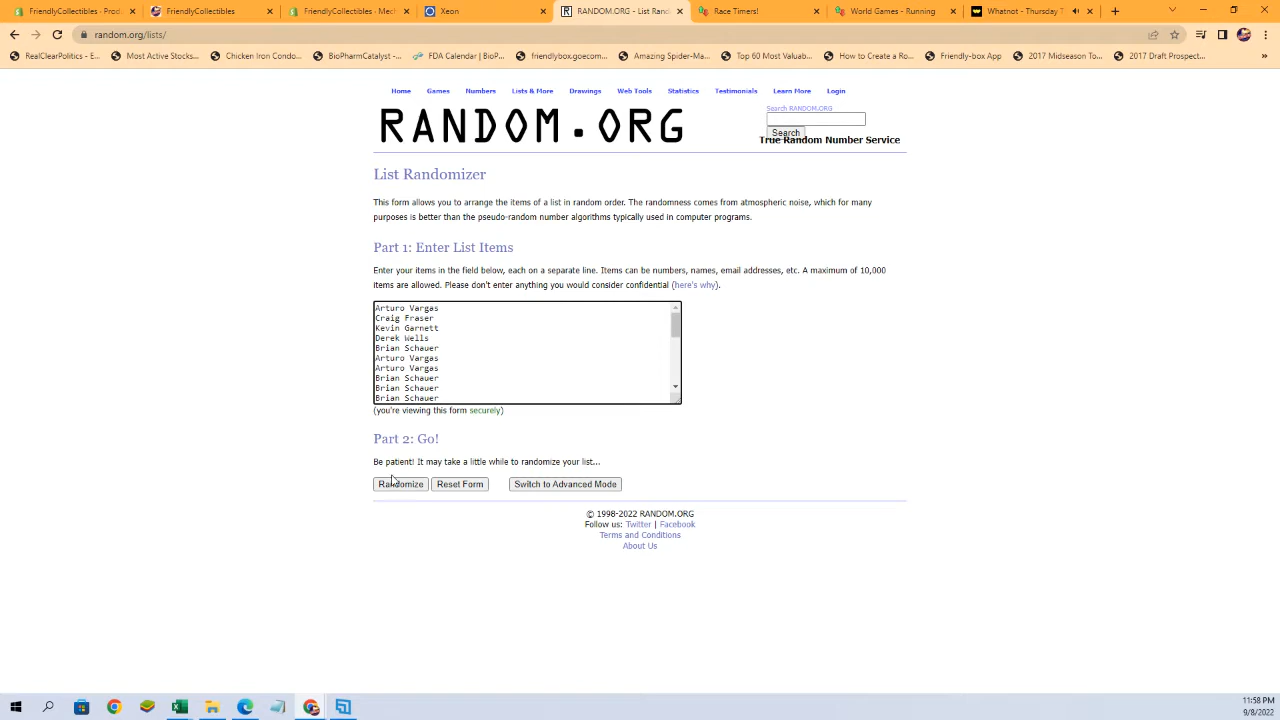 FriendlyCollectibles · Produc
FriendlyCollectibles
FriendlyCollectibles · Mech
Xeon
RANDOM.ORG - List Rando
Race Timers!
World Games - Running
Whatnot - Thursday T
random.org/lists/
RealClearPolitics - E...
Most Active Stocks...
Chicken Iron Condo...
BioPharmCatalyst -...
FDA Calendar | BioP...
friendlybox.goecom...
Amazing Spider-Ma...
Top 60 Most Valuab...
How to Create a Ro...
Friendly-box App
2017 Midseason To...
2017 Draft Prospect...
Home Games Numbers Lists & More Drawings Web Tools Statistics Testimonials Learn More Login
RANDOM.ORG
Search RANDOM.ORG
Search
True Random Number Service
List Randomizer
This form allows you to arrange the items of a list in random order. The randomness comes from atmospheric noise, which for many
purposes is better than the pseudo-random number algorithms typically used in computer programs.
Part 1: Enter List Items
Enter your items in the field below, each on a separate line. Items can be numbers, names, email addresses, etc. A maximum of 10,000
items are allowed. Please don't enter anything you would consider confidential (here's why).
Arturo Vargas
Craig Fraser
Kevin Garnett
Derek Wells
Brian Schauer
Arturo Vargas
Arturo Vargas
Brian Schauer
Brian Schauer
Brian Schauer
(you're viewing this form securely)
Part 2: Go!
Be patient! It may take a little while to randomize your list...
Randomize Reset Form Switch to Advanced Mode
© 1998-2022 RANDOM.ORG
Follow us: Twitter | Facebook
Terms and Conditions
About Us
11:58 PM
9/8/2022